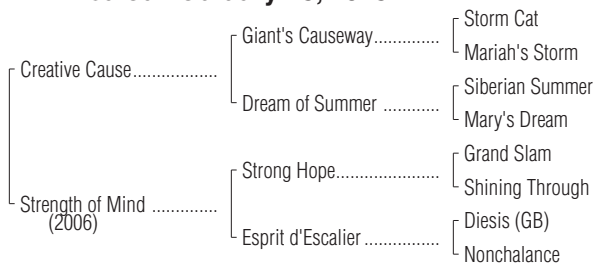 Storm Cat
Giant's Causeway..............
Mariah's Storm
Creative Cause.................
Siberian Summer
Dream of Summer ............
Mary's Dream
Grand Slam
Strong Hope......................
Shining Through
Strength of Mind ..............
(2006)
Diesis (GB)
Esprit d'Escalier ................
Nonchalance